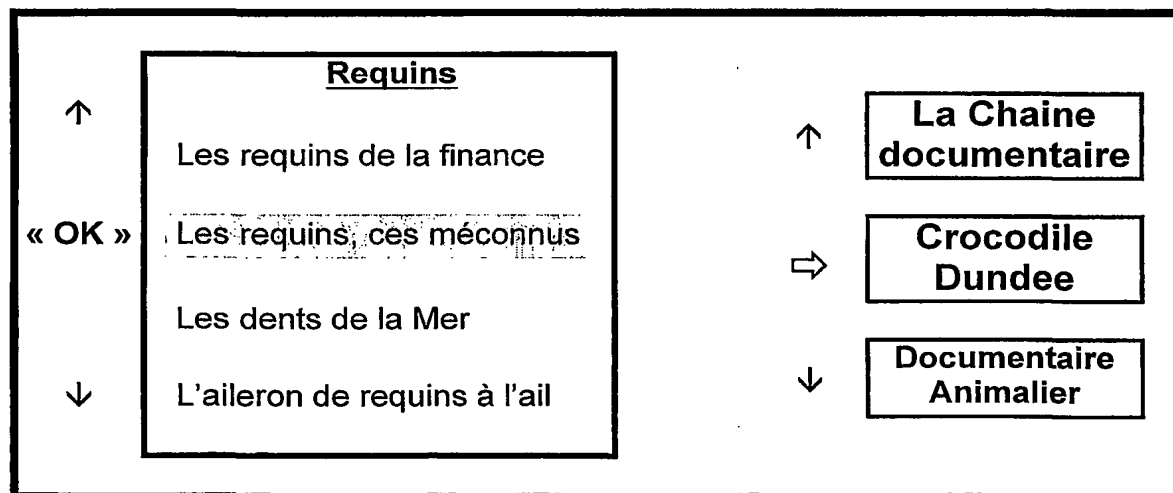 Requins
↑
Les requins de la finance
« OK »
Les requins, ces méconnus
Les dents de la Mer
↓
L'aileron de requins à l'ail
↑
La Chaine
documentaire
⇨
Crocodile
Dundee
↓
Documentaire
Animalier